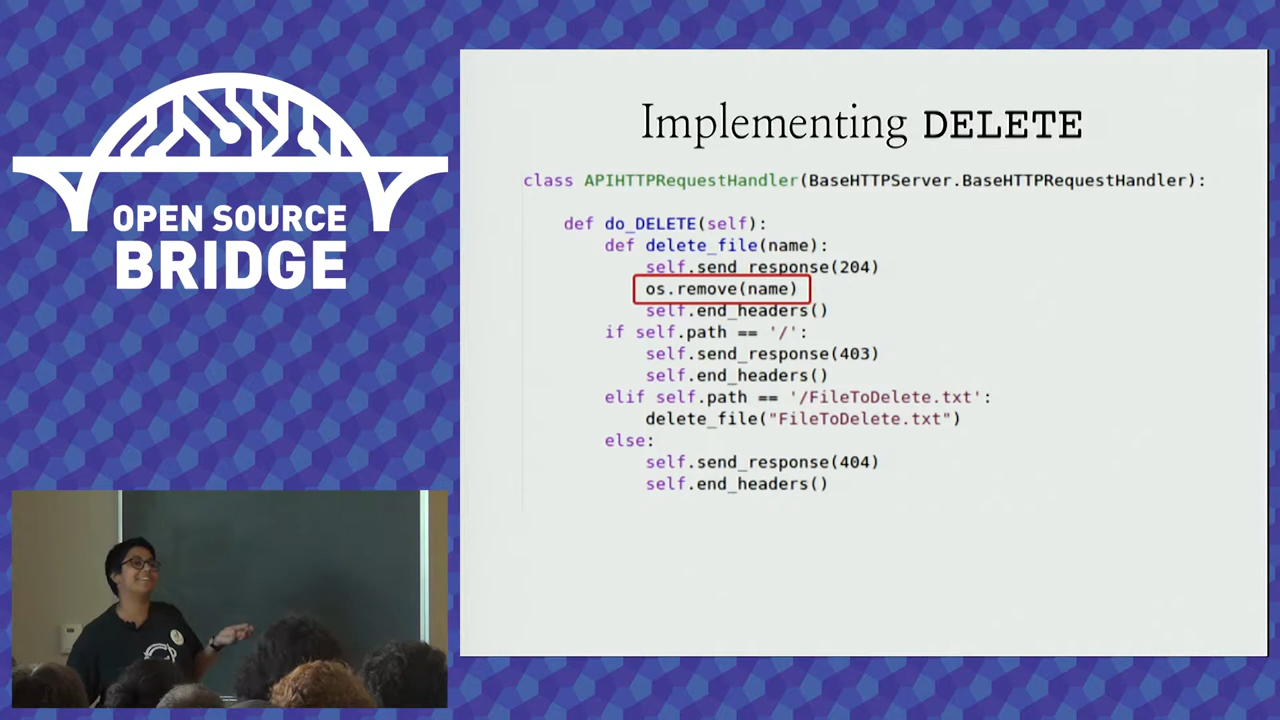 OPEN SOURCE
BRIDGE
Implementing DELETE
class APIHTTPRequestHandler(BaseHTTPServer.BaseHTTPRequestHandler):
def do_DELETE(self):
def delete_file(name):
self.send_response(204)
os.remove(name)
self.end_headers()
if self.path == '/':
self.send_response(403)
self.end_headers()
elif self.path == '/FileToDelete.txt':
delete_file("FileToDelete.txt")
else:
self.send_response(404)
self.end_headers()